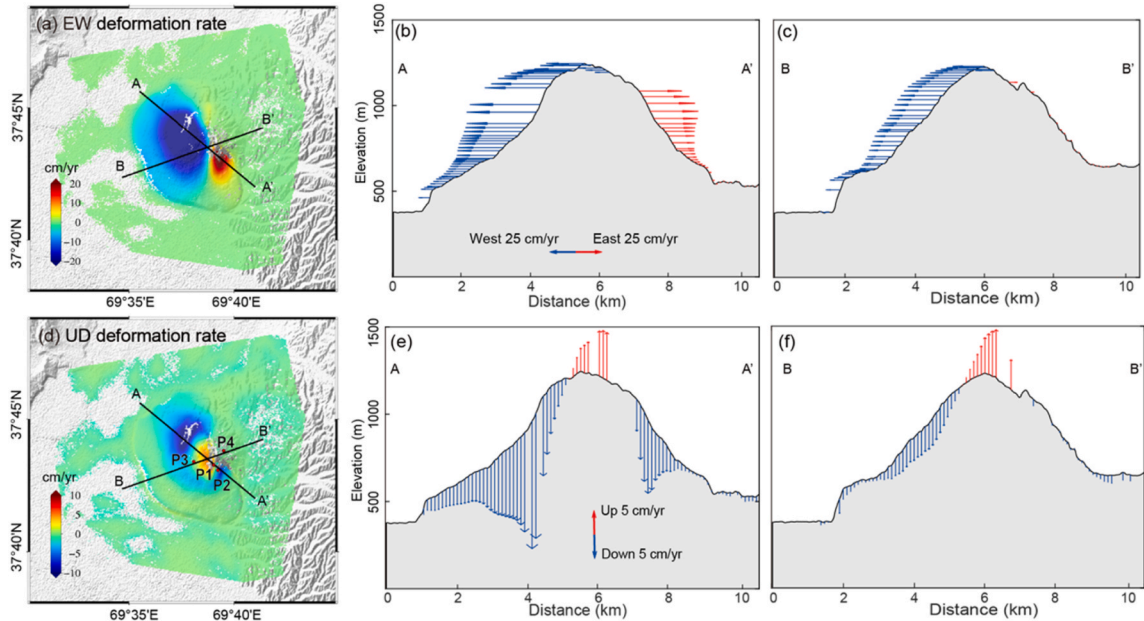 (a) EW deformation rate
A
B'
B
A'
cm/yr
20
10
0
−10
−20
37°45'N
37°40'N
69°35'E
69°40'E
(b)
A
A'
1500
1000
500
Elevation (m)
West 25 cm/yr
East 25 cm/yr
0
2
4
6
8
10
Distance (km)
(c)
B
B'
0
2
4
6
8
10
Distance (km)
(d) UD deformation rate
A
B'
P4
P3
P1
P2
B
A'
cm/yr
10
5
0
−5
−10
37°45'N
37°40'N
69°35'E
69°40'E
(e)
A
A'
1500
1000
500
0
Elevation (m)
Up 5 cm/yr
Down 5 cm/yr
0
2
4
6
8
10
Distance (km)
(f)
B
B'
0
2
4
6
8
10
Distance (km)